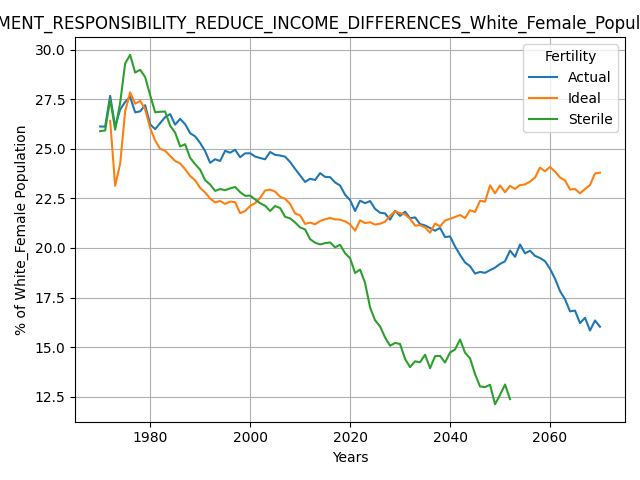 MENT_RESPONSIBILITY_REDUCE_INCOME_DIFFERENCES_White_Female_Popul
30.0
27.5
25.0
22.5
20.0
17.5
15.0
12.5
% of White_Female Population
Fertility
Actual
Ideal
Sterile
1980
2000
2020
2040
2060
Years